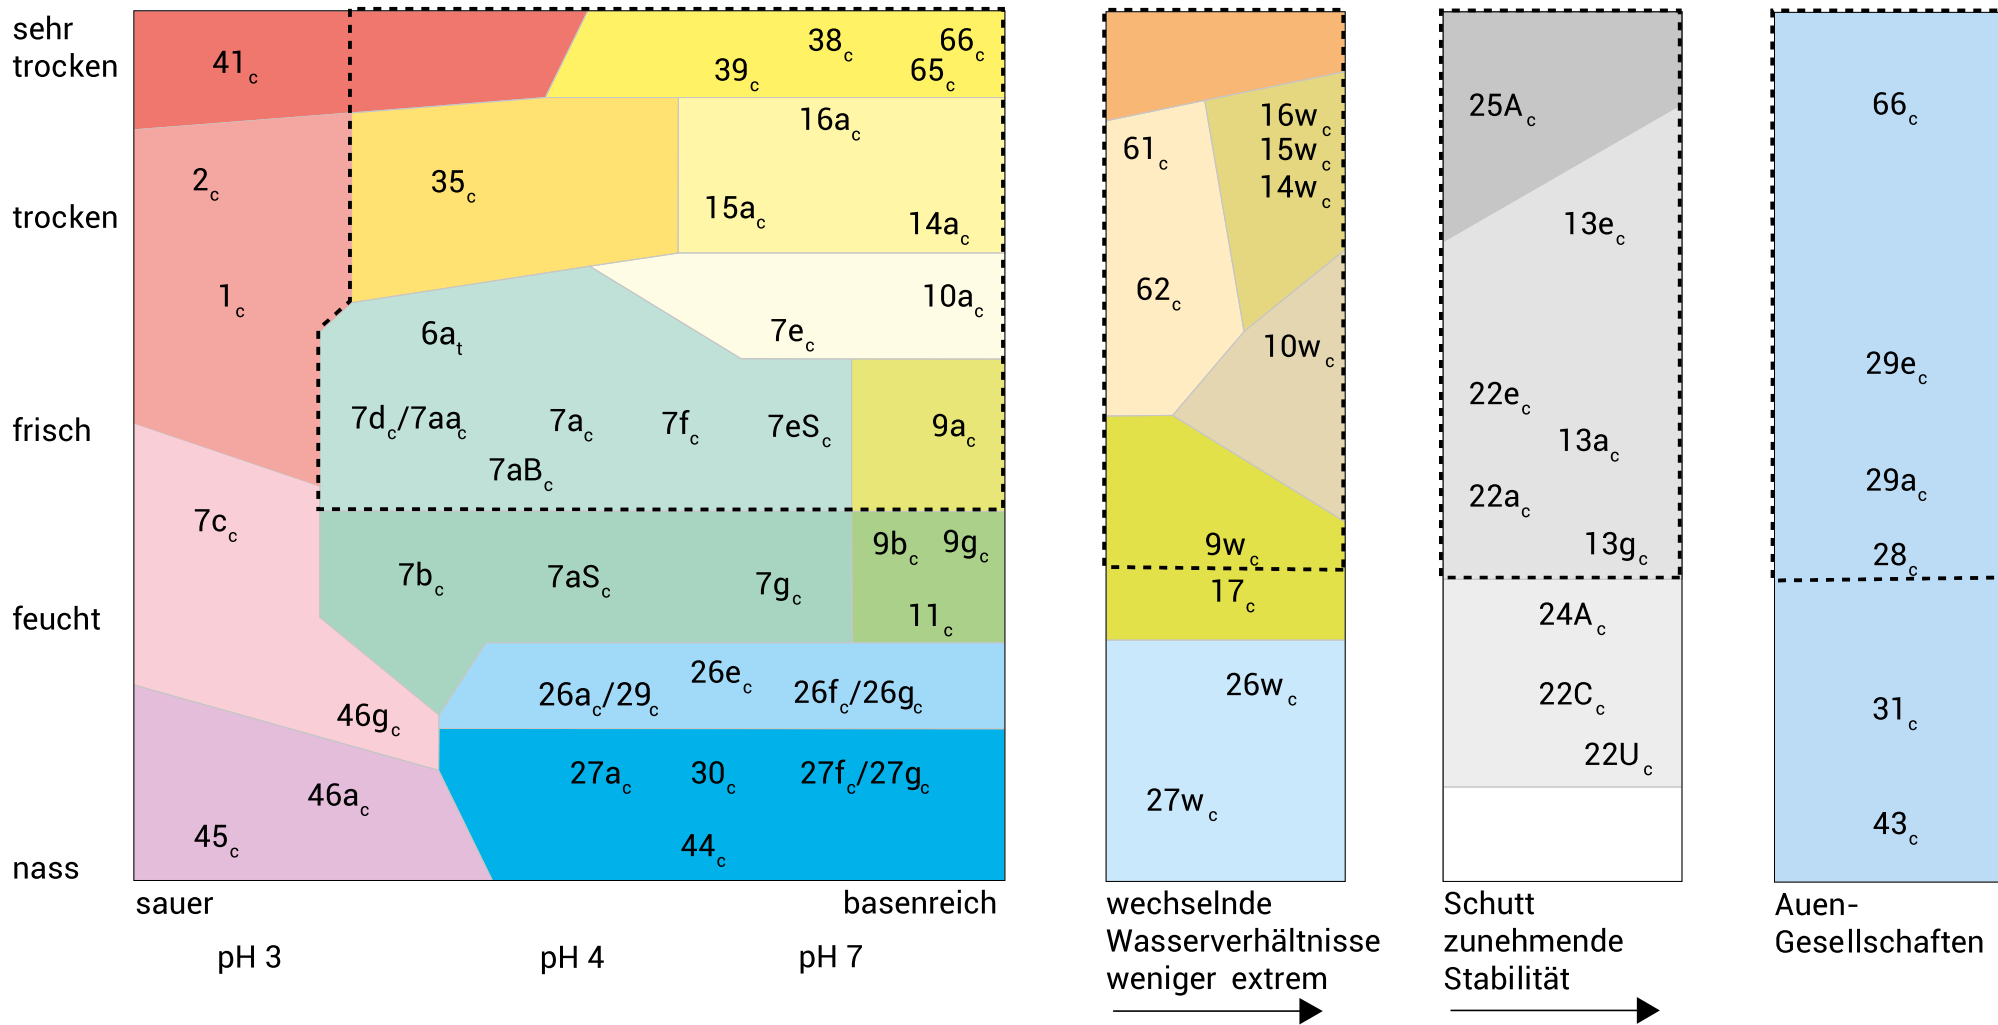 sehr
trocken
trocken
frisch
feucht
nass
41c
38c
66c
39c
65c
2c
35c
16ac
15ac
14ac
1c
6at
10ac
7ec
7dc/7aac
7ac
7fc
7eSc
9ac
7aBc
7cc
7bc
7aSc
7gc
9bc
9gc
11c
46gc
26ac/29c
26ec
26fc/26gc
46ac
45c
27ac
30c
27fc/27gc
44c
sauer
basenreich
pH 3
pH 4
pH 7
61c
16wc
15wc
14wc
62c
10wc
9wc
17c
26wc
27wc
wechselnde
Wasserverhältnisse
weniger extrem
25Ac
13ec
22ec
13ac
22ac
13gc
24Ac
22Cc
22Uc
Schutt
zunehmende
Stabilität
66c
29ec
29ac
28c
31c
43c
Auen-
Gesellschaften